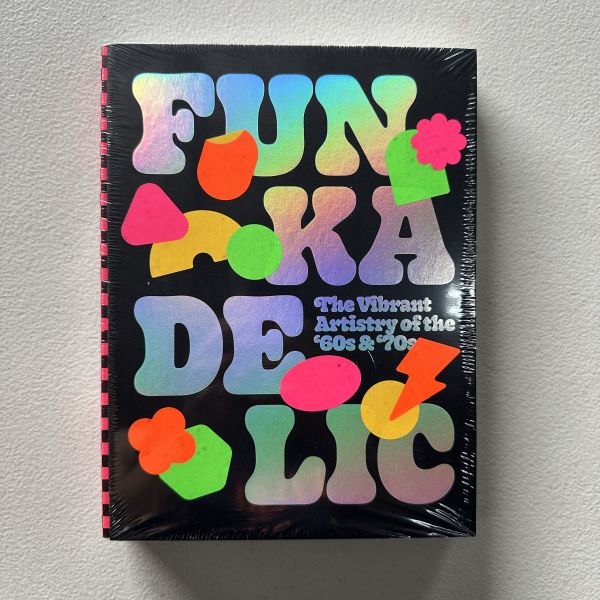 FUN
KA
DE
The Vibrant
Artistry of the
‘60s & ‘70s
LIC